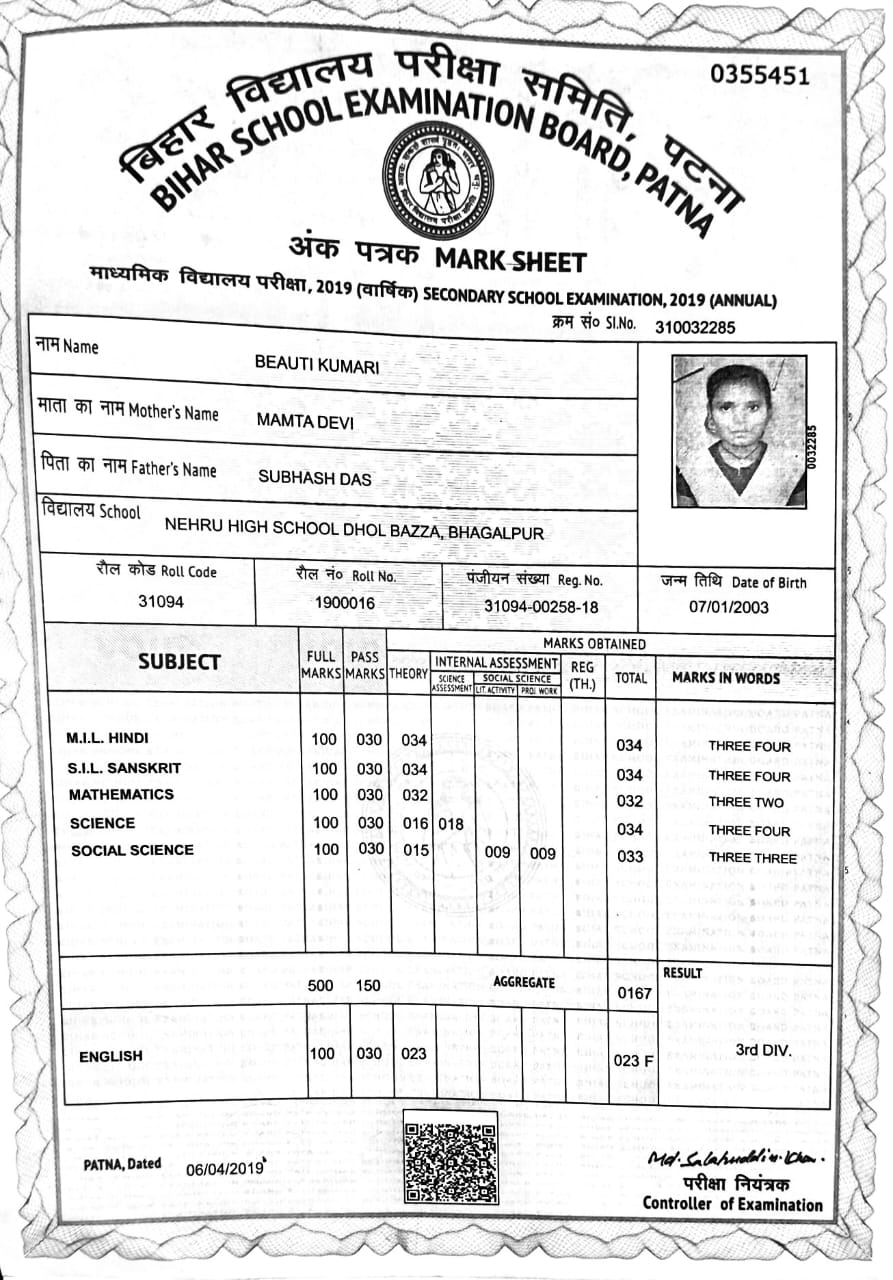 0355451
बिहार विद्यालय परीक्षा समिति, पटना
BIHAR SCHOOL EXAMINATION BOARD, PATNA
अंक पत्रक MARK SHEET
माध्यमिक विद्यालय परीक्षा, 2019 (वार्षिक) SECONDARY SCHOOL EXAMINATION, 2019 (ANNUAL)
क्रम सं० Sl.No. 310032285
नाम Name BEAUTI KUMARI
माता का नाम Mother's Name MAMTA DEVI
पिता का नाम Father's Name SUBHASH DAS
विद्यालय School NEHRU HIGH SCHOOL DHOL BAZZA, BHAGALPUR
0032285
रौल कोड Roll Code रौल नं० Roll No. पंजीयन संख्या Reg. No. जन्म तिथि Date of Birth
31094 1900016 31094-00258-18 07/01/2003
MARKS OBTAINED
SUBJECT FULL MARKS PASS MARKS THEORY INTERNAL ASSESSMENT REG (TH.) TOTAL MARKS IN WORDS
SCIENCE ASSESSMENT SOCIAL SCIENCE
LIT. ACTIVITY PROJ. WORK
M.I.L. HINDI 100 030 034 034 THREE FOUR
S.I.L. SANSKRIT 100 030 034 034 THREE FOUR
MATHEMATICS 100 030 032 032 THREE TWO
SCIENCE 100 030 016 018 034 THREE FOUR
SOCIAL SCIENCE 100 030 015 009 009 033 THREE THREE
500 150 AGGREGATE 0167 RESULT
ENGLISH 100 030 023 023 F 3rd DIV.
PATNA, Dated 06/04/2019
Md. Salahuddin Khan.
परीक्षा नियंत्रक
Controller of Examination